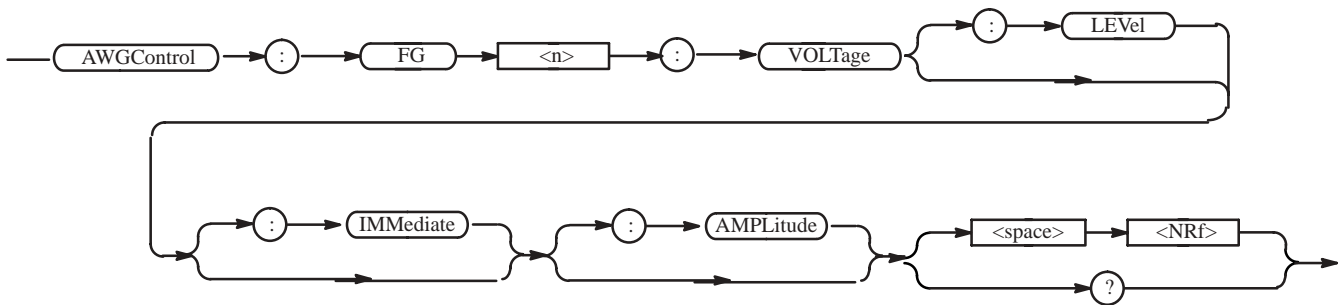 : LEVel
AWGControl : FG <n> : VOLTage
: IMMediate : AMPLitude <space> <NRf>
?